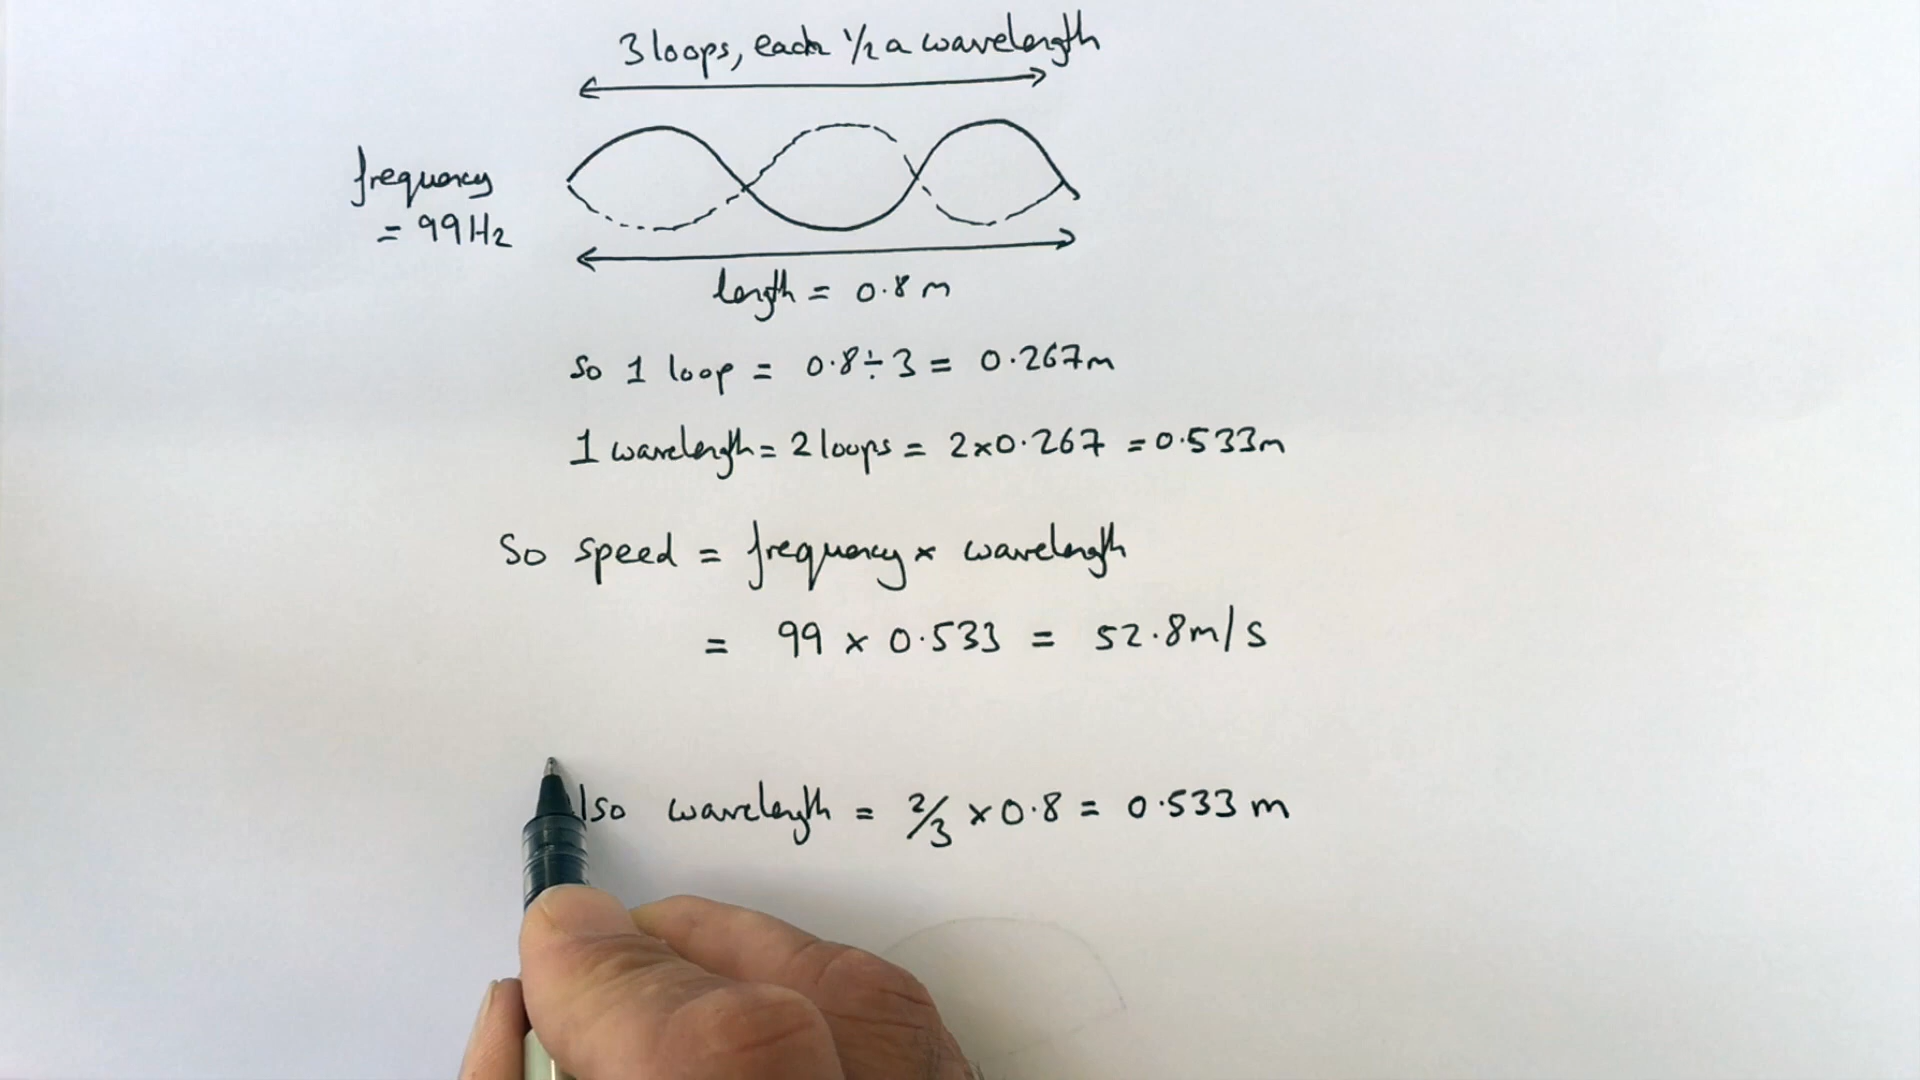 3 loops, each 1/2 a wavelength
frequency
= 99Hz
length = 0.8 m
So 1 loop = 0.8÷3 = 0.267m
1 wavelength = 2 loops = 2×0.267 = 0.533m
So speed = frequency × wavelength
= 99 × 0.533 = 52.8m/s
lso wavelength = 2/3 × 0.8 = 0.533 m